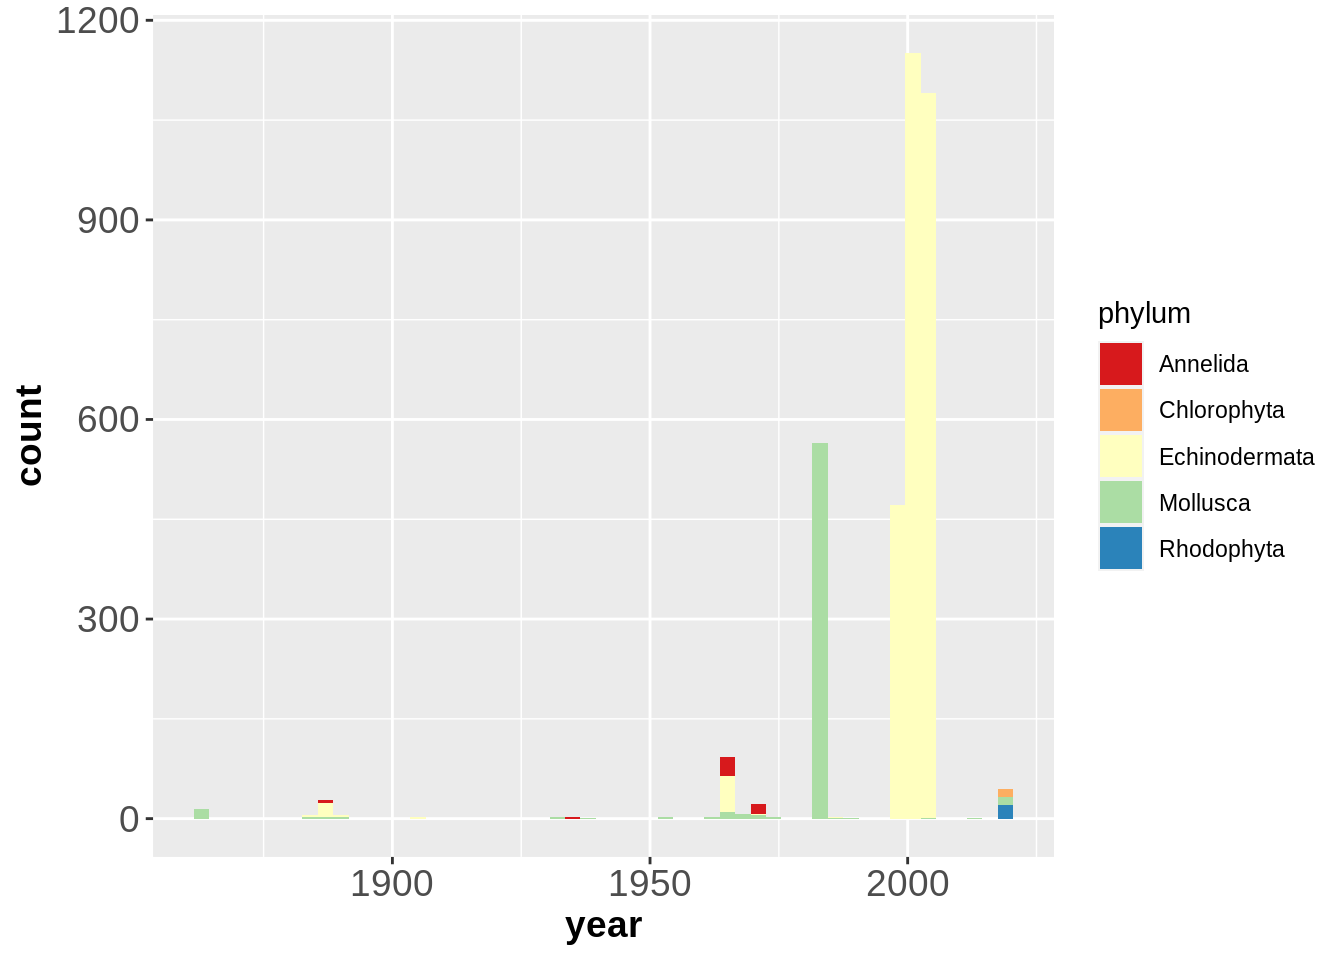 1200
900
600
300
0
count
1900 1950 2000
year
phylum
Annelida
Chlorophyta
Echinodermata
Mollusca
Rhodophyta